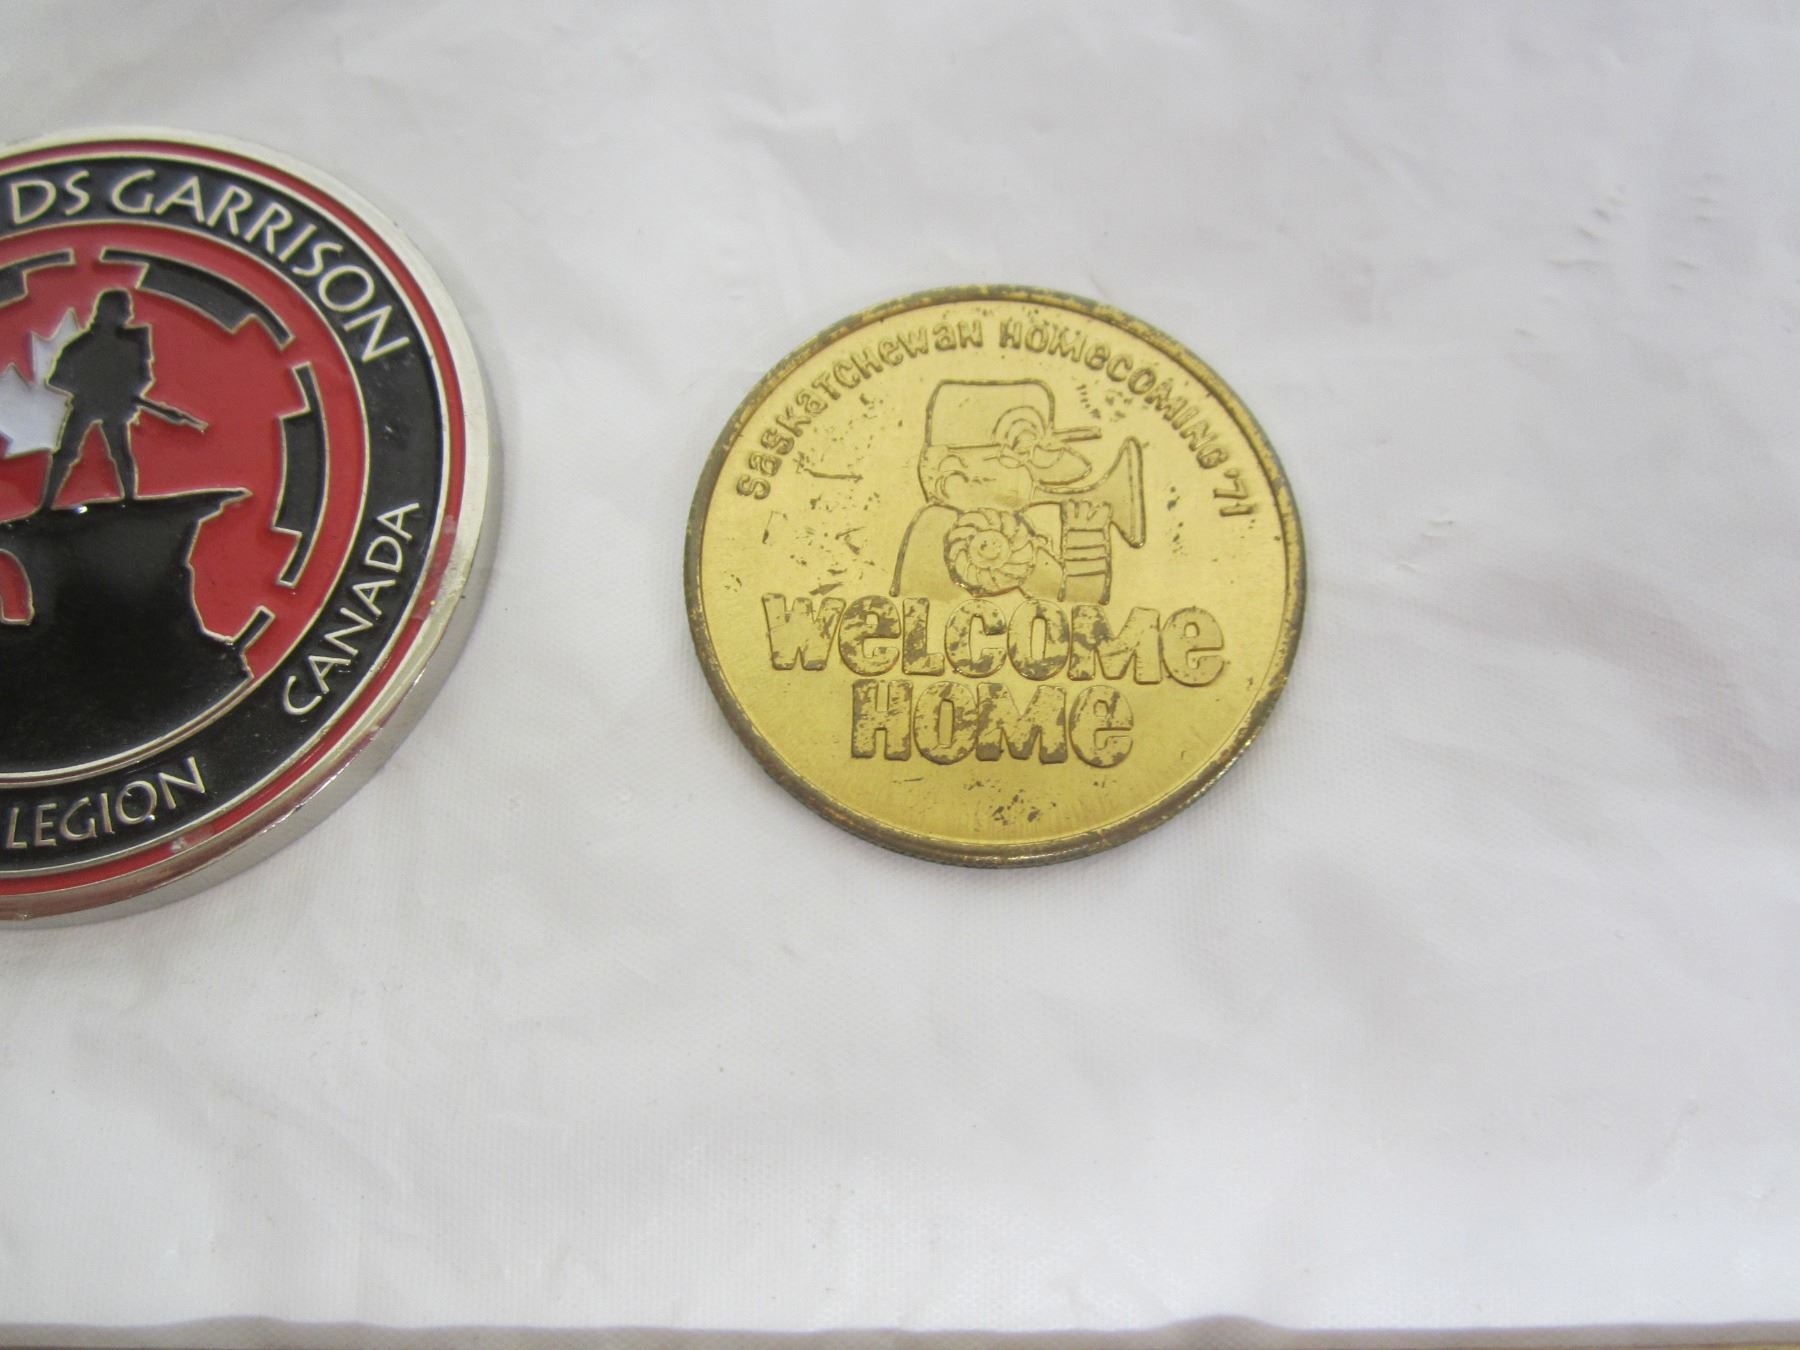 DS GARRISON
CANADA
LEGION
SaSKaTCHeWaN HOMeCOMING '71
WeLCOMe
HOMe